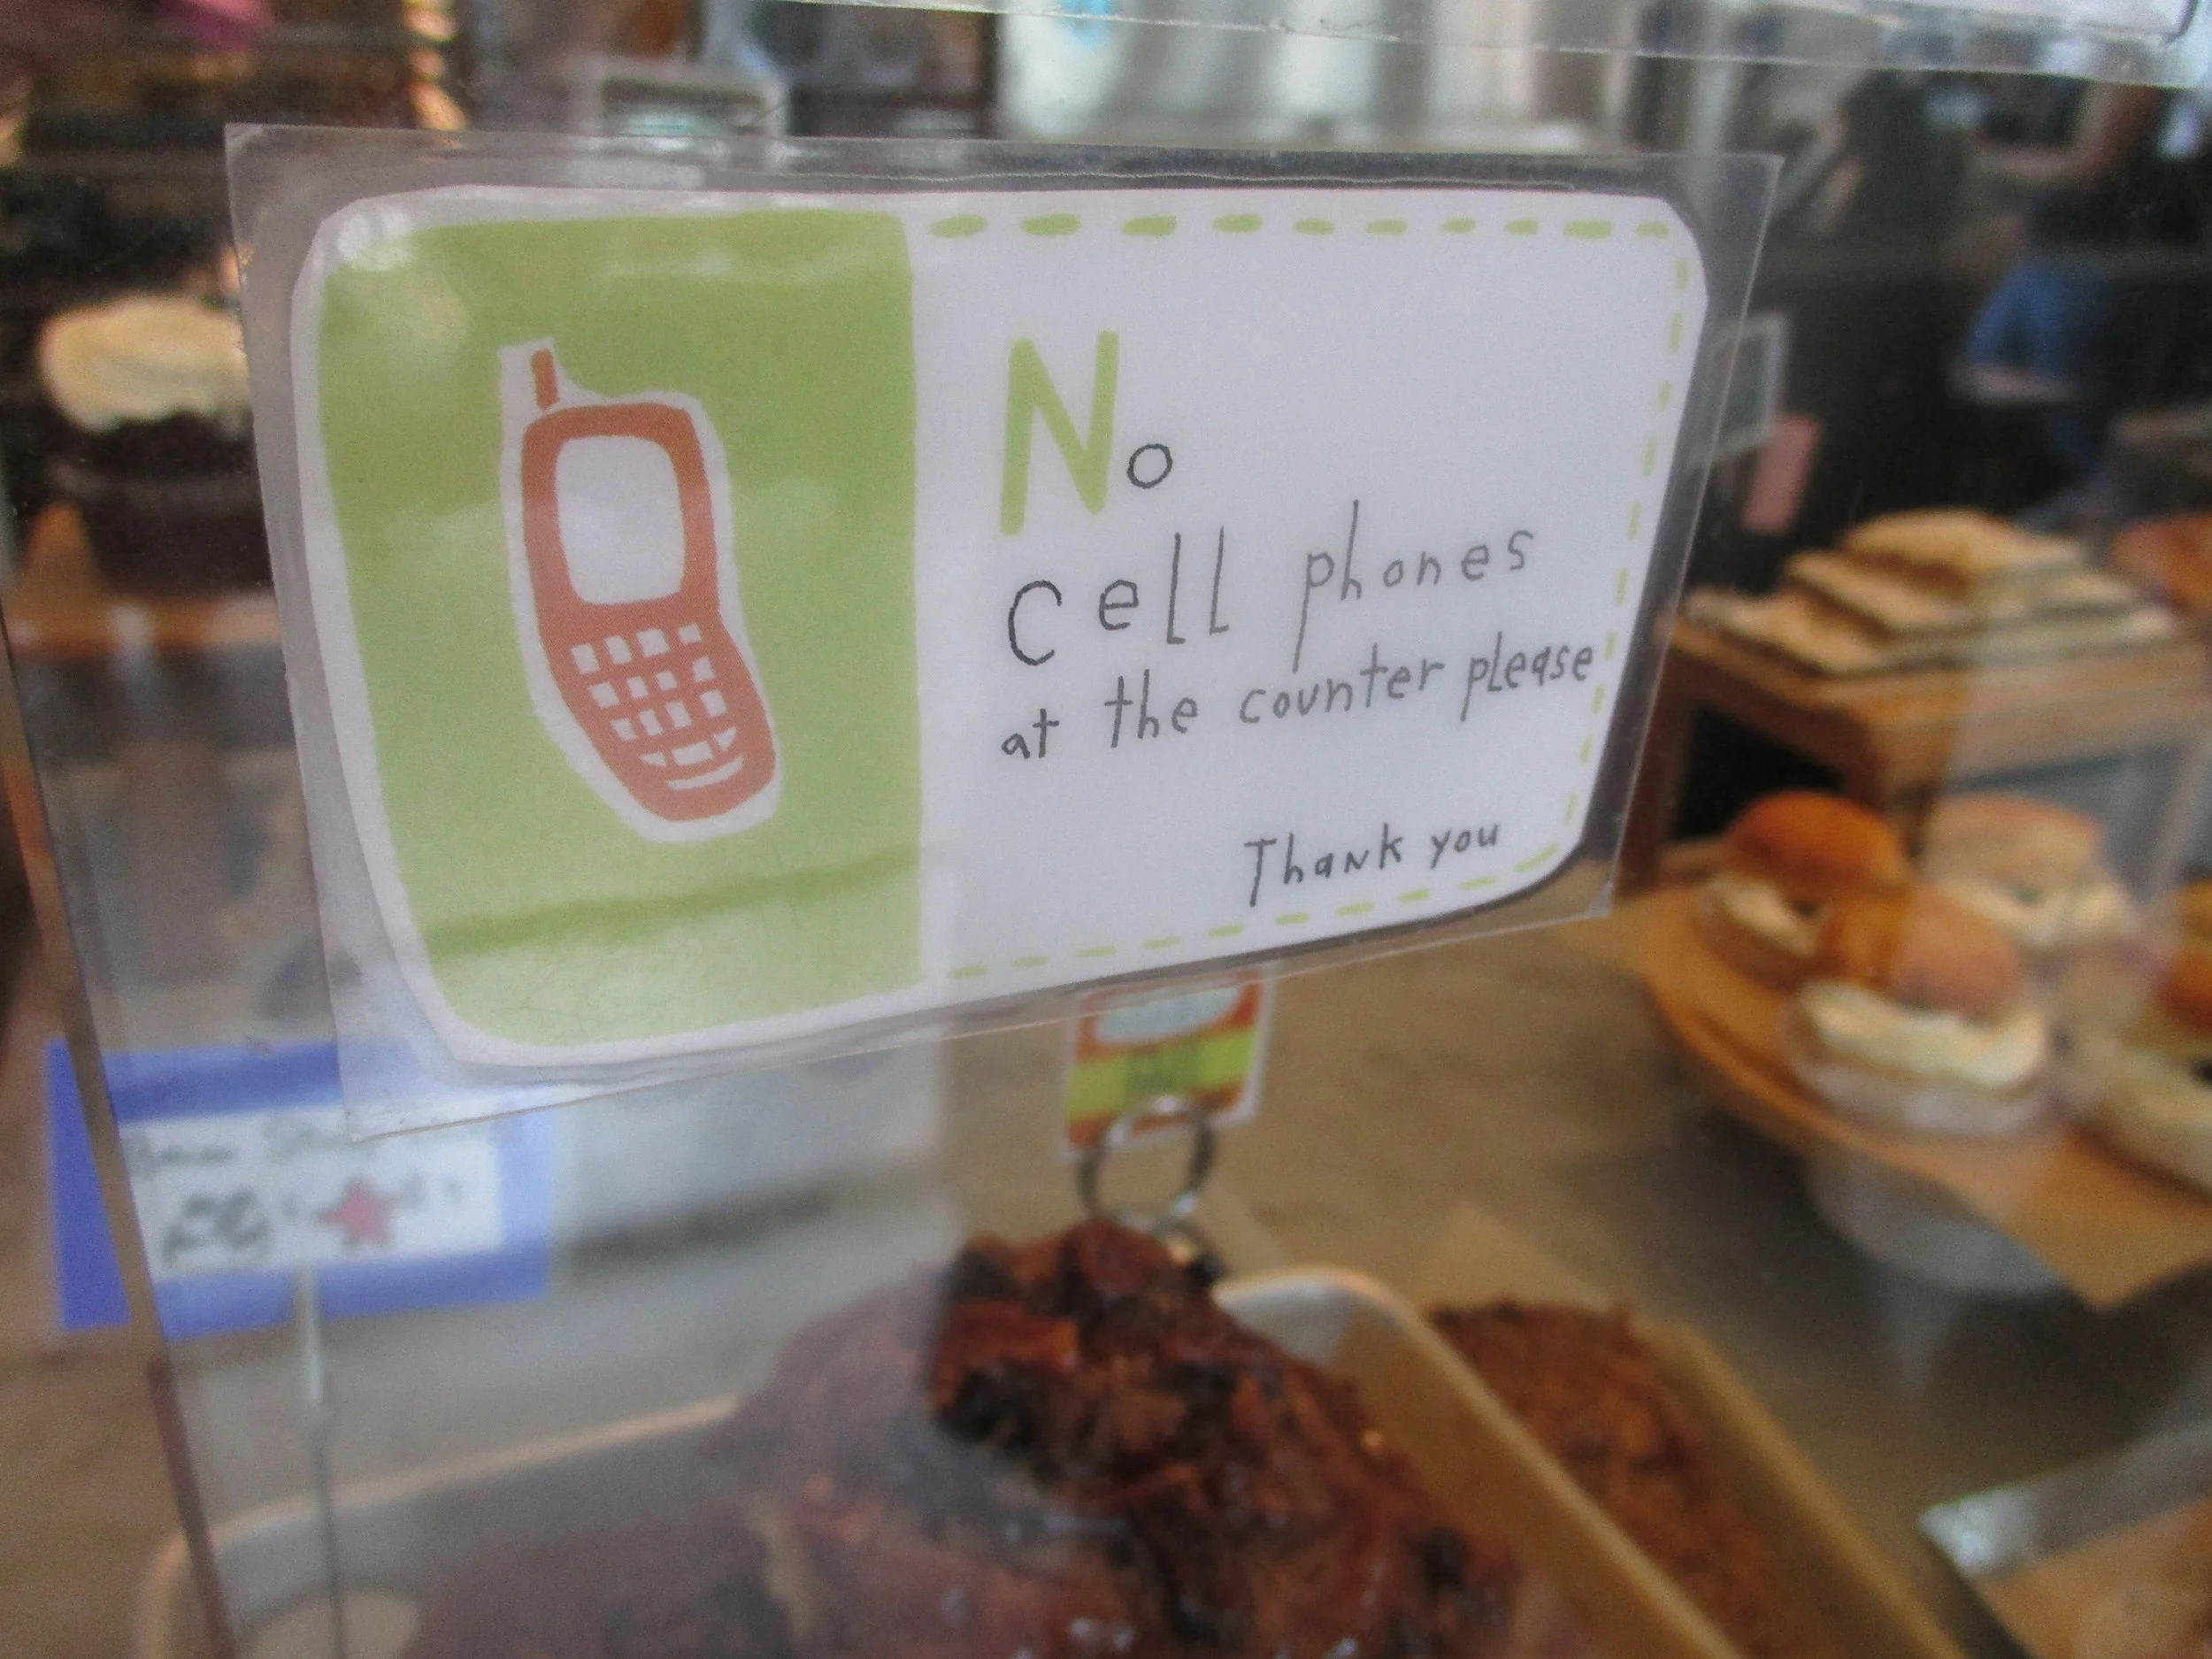 No
cell phones
at the counter please
Thank you